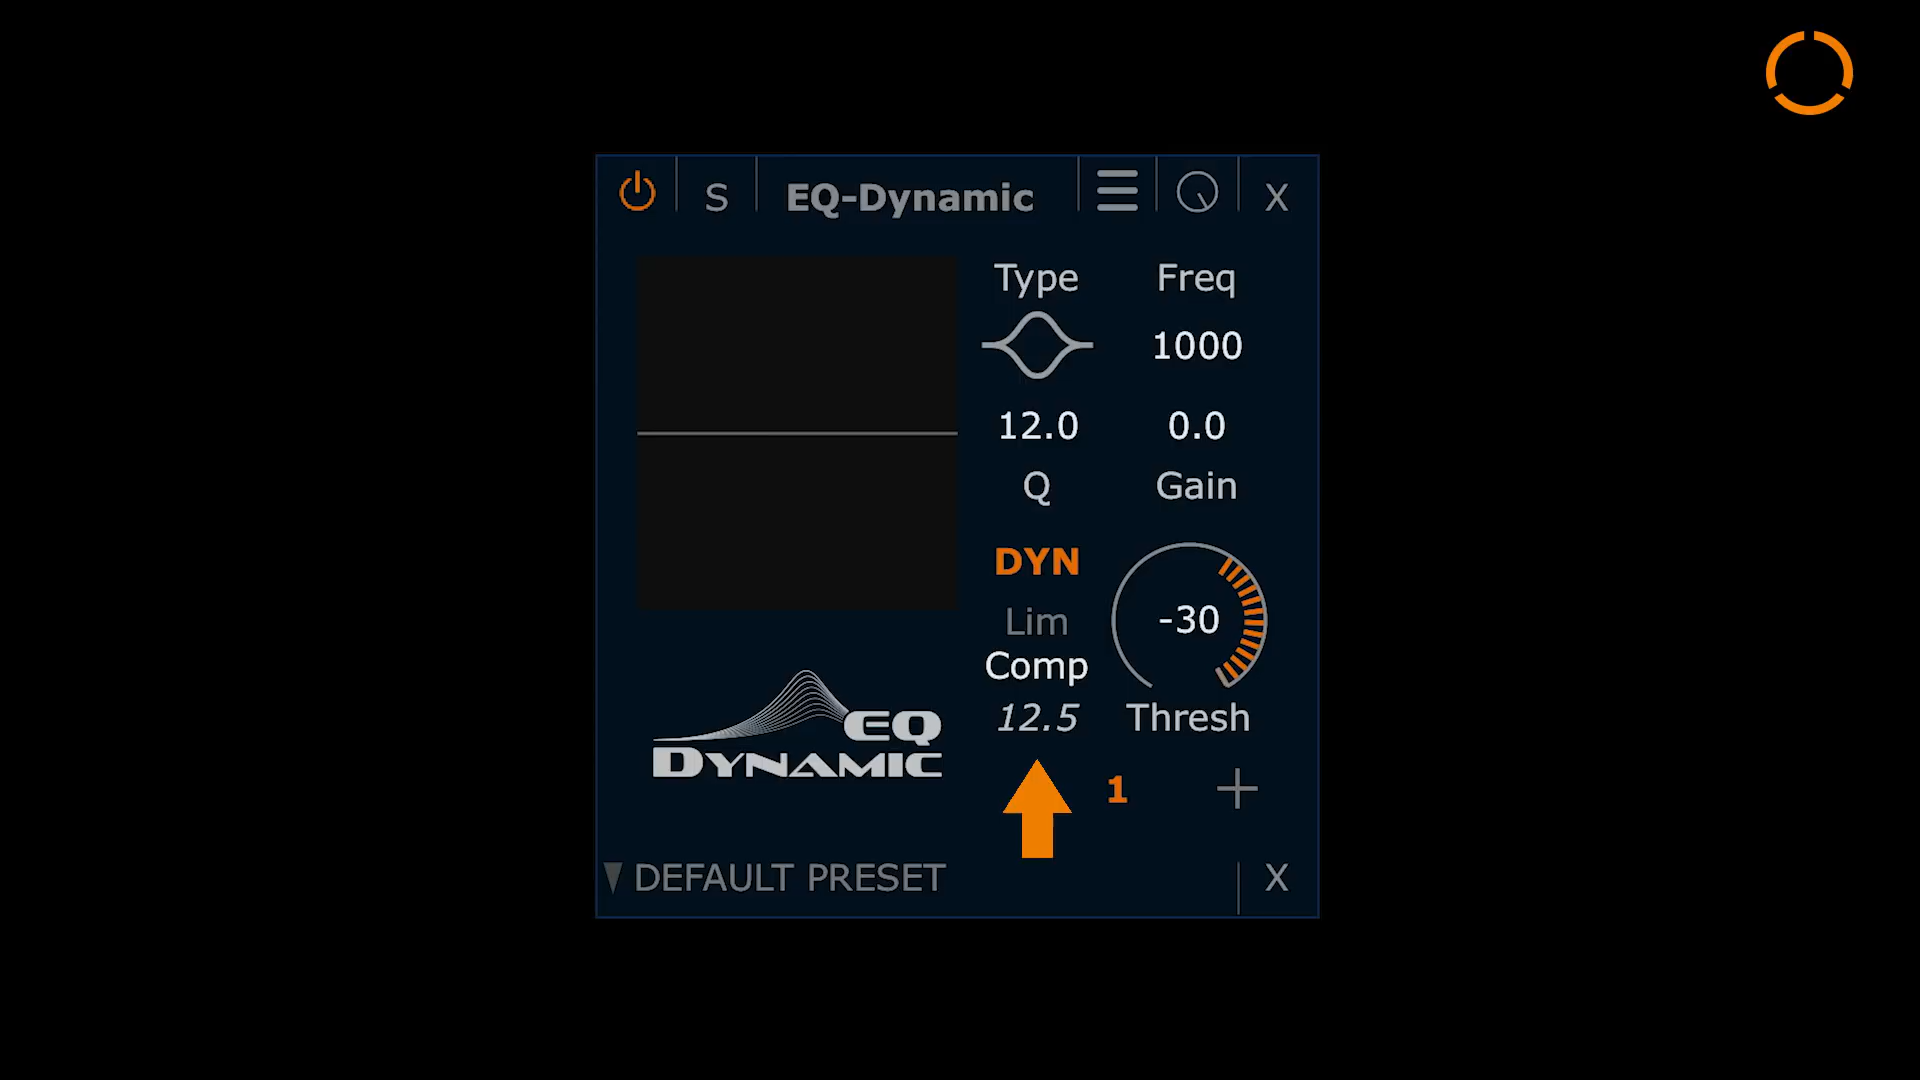 S EQ-Dynamic X
Type Freq
1000
12.0 0.0
Q Gain
DYN
Lim -30
Comp
12.5 Thresh
EQ
DYNAMIC
1 +
DEFAULT PRESET X